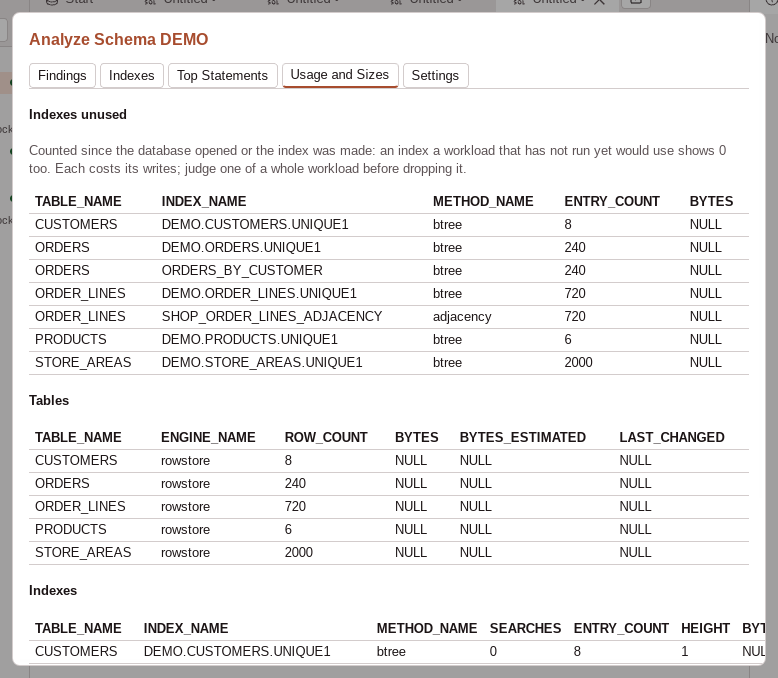 Analyze Schema DEMO
Findings Indexes Top Statements Usage and Sizes Settings
Indexes unused
Counted since the database opened or the index was made: an index a workload that has not run yet would use shows 0
too. Each costs its writes; judge one of a whole workload before dropping it.
TABLE_NAME INDEX_NAME METHOD_NAME ENTRY_COUNT BYTES
CUSTOMERS DEMO.CUSTOMERS.UNIQUE1 btree 8 NULL
ORDERS DEMO.ORDERS.UNIQUE1 btree 240 NULL
ORDERS ORDERS_BY_CUSTOMER btree 240 NULL
ORDER_LINES DEMO.ORDER_LINES.UNIQUE1 btree 720 NULL
ORDER_LINES SHOP_ORDER_LINES_ADJACENCY adjacency 720 NULL
PRODUCTS DEMO.PRODUCTS.UNIQUE1 btree 6 NULL
STORE_AREAS DEMO.STORE_AREAS.UNIQUE1 btree 2000 NULL
Tables
TABLE_NAME ENGINE_NAME ROW_COUNT BYTES BYTES_ESTIMATED LAST_CHANGED
CUSTOMERS rowstore 8 NULL NULL NULL
ORDERS rowstore 240 NULL NULL NULL
ORDER_LINES rowstore 720 NULL NULL NULL
PRODUCTS rowstore 6 NULL NULL NULL
STORE_AREAS rowstore 2000 NULL NULL NULL
Indexes
TABLE_NAME INDEX_NAME METHOD_NAME SEARCHES ENTRY_COUNT HEIGHT
CUSTOMERS DEMO.CUSTOMERS.UNIQUE1 btree 0 8 1